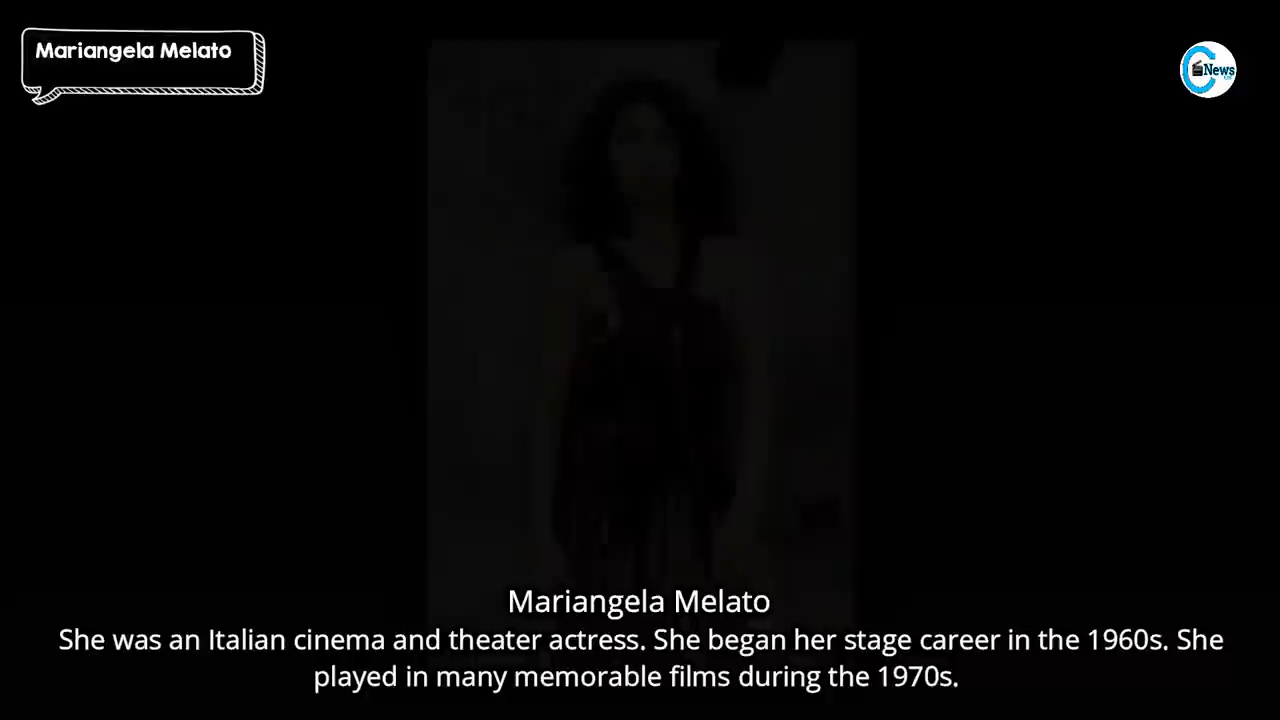 Mariangela Melato
News
Mariangela Melato
She was an Italian cinema and theater actress. She began her stage career in the 1960s. She
played in many memorable films during the 1970s.